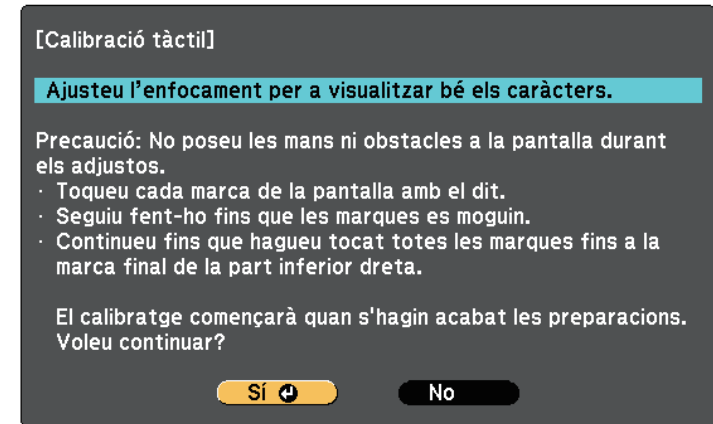 [Calibració tàctil]
Ajusteu l'enfocament per a visualitzar bé els caràcters.
Precaució: No poseu les mans ni obstacles a la pantalla durant
els adjustos.
· Toqueu cada marca de la pantalla amb el dit.
· Seguiu fent-ho fins que les marques es moguin.
· Continueu fins que hagueu tocat totes les marques fins a la
marca final de la part inferior dreta.
El calibratge començarà quan s'hagin acabat les preparacions.
Voleu continuar?
Sí No